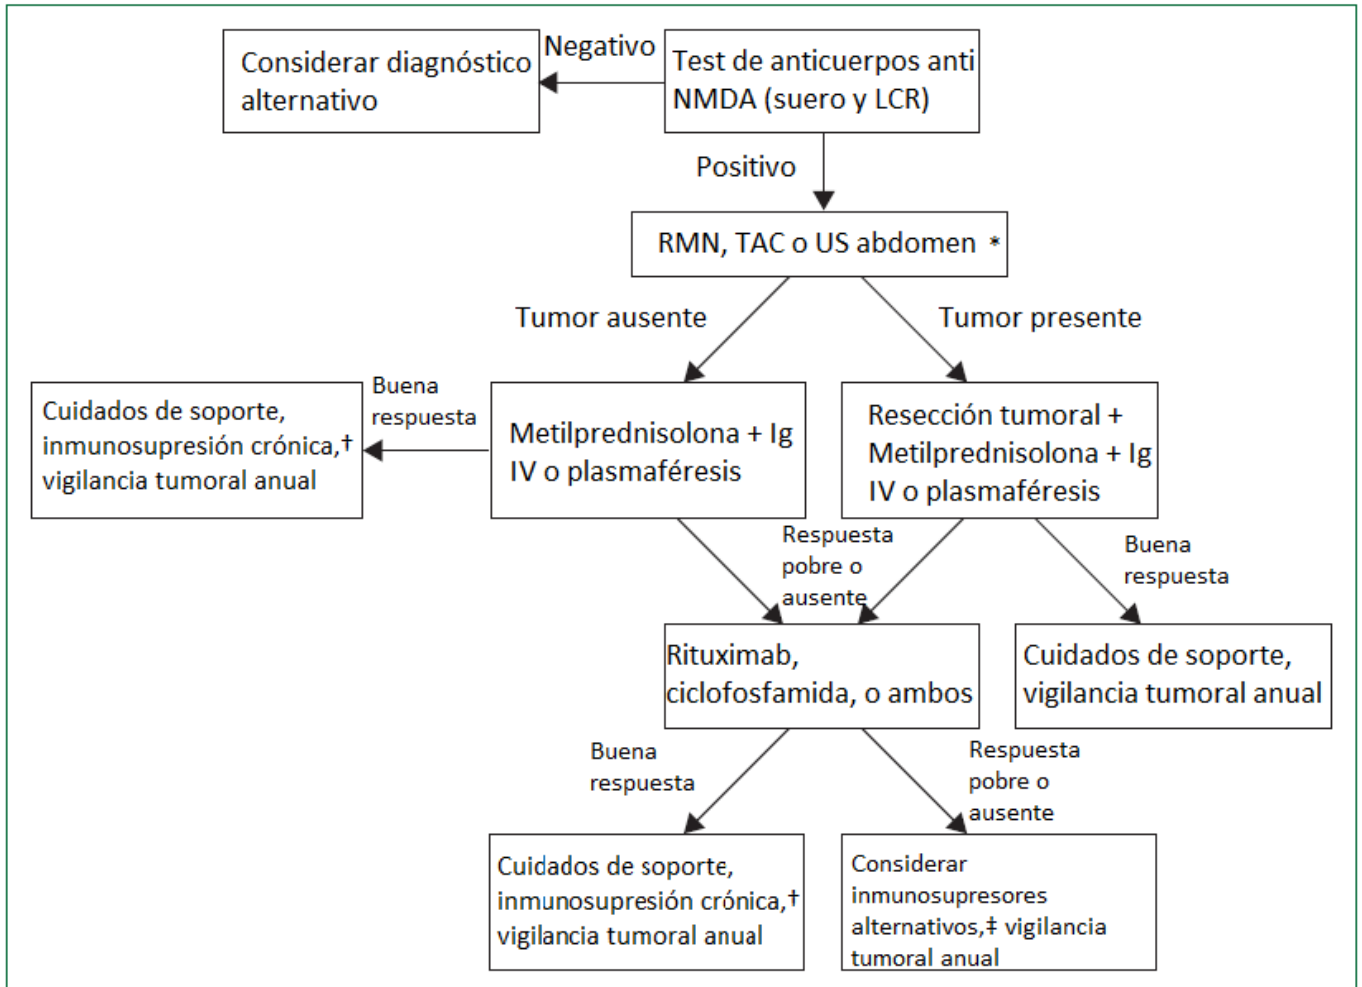 Considerar diagnóstico
alternativo
Negativo
Test de anticuerpos anti
NMDA (suero y LCR)
Positivo
RMN, TAC o US abdomen *
Tumor ausente
Tumor presente
Cuidados de soporte,
inmunosupresión crónica,†
vigilancia tumoral anual
Buena
respuesta
Metilprednisolona + Ig
IV o plasmaféresis
Resección tumoral +
Metilprednisolona + Ig
IV o plasmaféresis
Respuesta
pobre o
ausente
Buena
respuesta
Rituximab,
ciclofosfamida, o ambos
Cuidados de soporte,
vigilancia tumoral anual
Buena
respuesta
Respuesta
pobre o
ausente
Cuidados de soporte,
inmunosupresión crónica,†
vigilancia tumoral anual
Considerar
inmunosupresores
alternativos,‡ vigilancia
tumoral anual